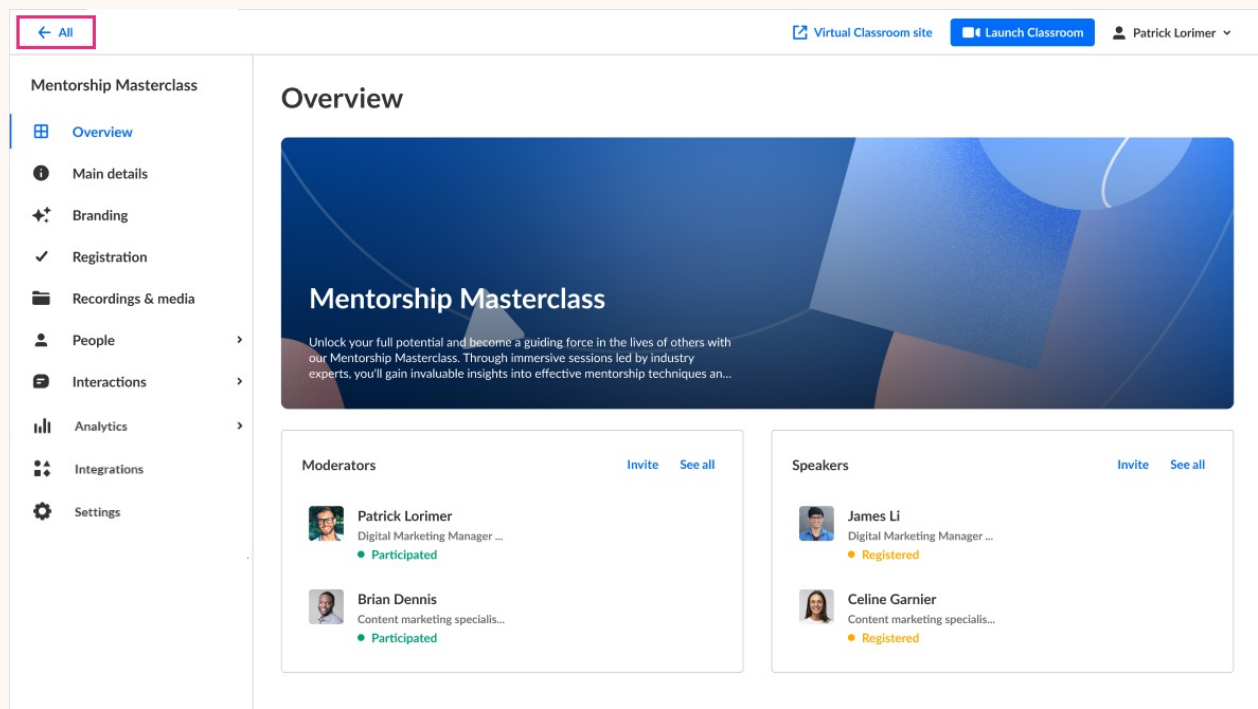 All
Virtual Classroom site
Launch Classroom
Patrick Lorimer
Mentorship Masterclass
Overview
Main details
Branding
Registration
Recordings & media
People
Interactions
Analytics
Integrations
Settings
Overview
Mentorship Masterclass
Unlock your full potential and become a guiding force in the lives of others with
our Mentorship Masterclass. Through immersive sessions led by industry
experts, you'll gain invaluable insights into effective mentorship techniques an...
Moderators
Invite
See all
Patrick Lorimer
Digital Marketing Manager ...
Participated
Brian Dennis
Content marketing specialis...
Participated
Speakers
Invite
See all
James Li
Digital Marketing Manager ...
Registered
Celine Garnier
Content marketing specialis...
Registered